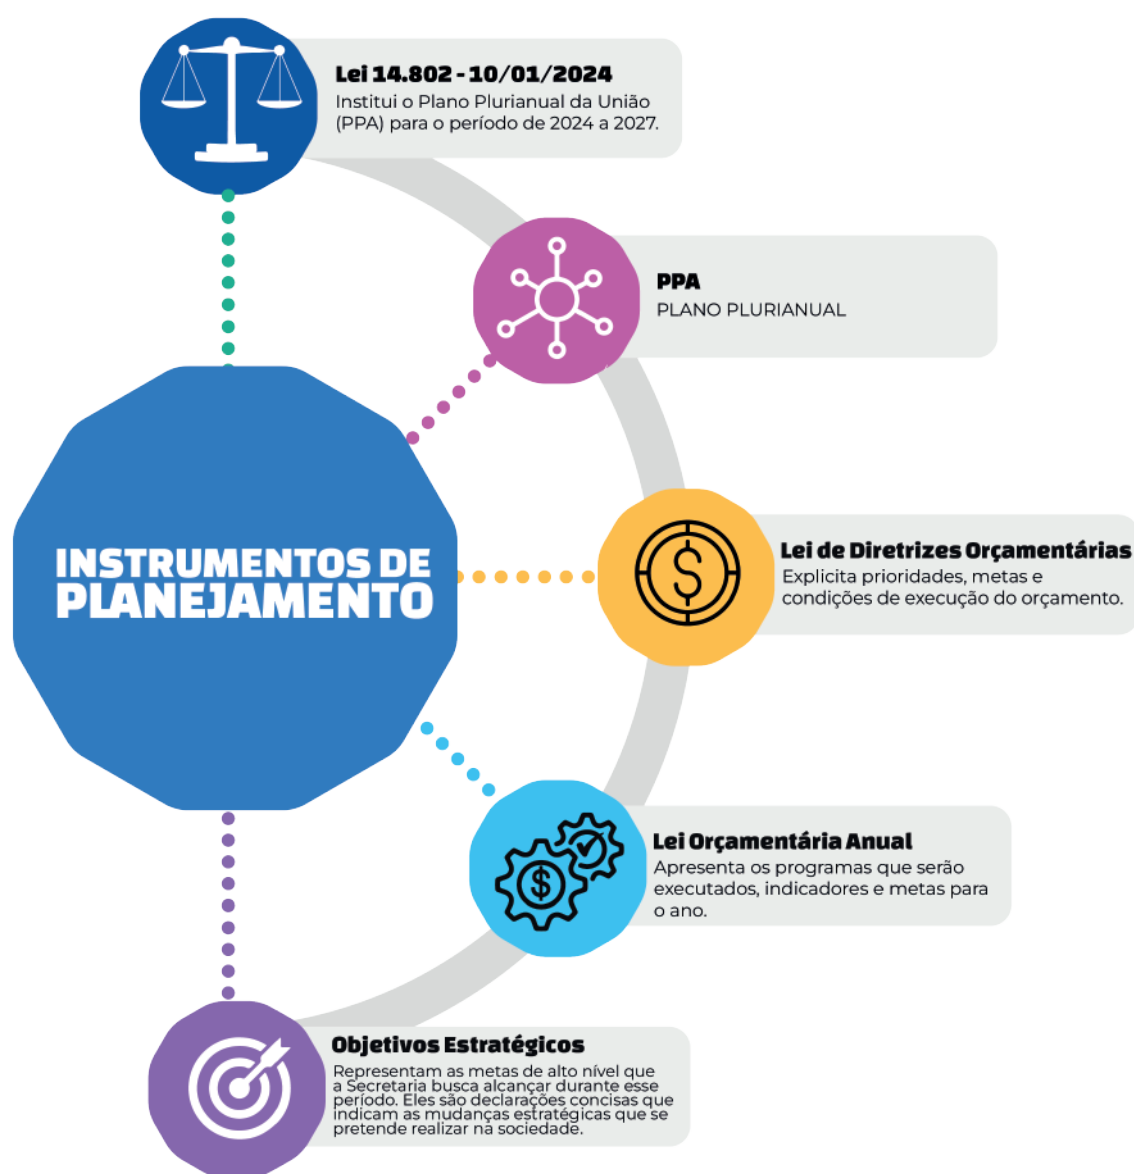 Lei 14.802 - 10/01/2024
Institui o Plano Plurianual da União
(PPA) para o período de 2024 a 2027.
PPA
PLANO PLURIANUAL
INSTRUMENTOS DE
PLANEJAMENTO
Lei de Diretrizes Orçamentárias
Explicita prioridades, metas e
condições de execução do orçamento.
Lei Orçamentária Anual
Apresenta os programas que serão
executados, indicadores e metas para
o ano.
Objetivos Estratégicos
Representam as metas de alto nível que
a Secretaria busca alcançar durante esse
período. Eles são declarações concisas que
indicam as mudanças estratégicas que se
pretende realizar na sociedade.